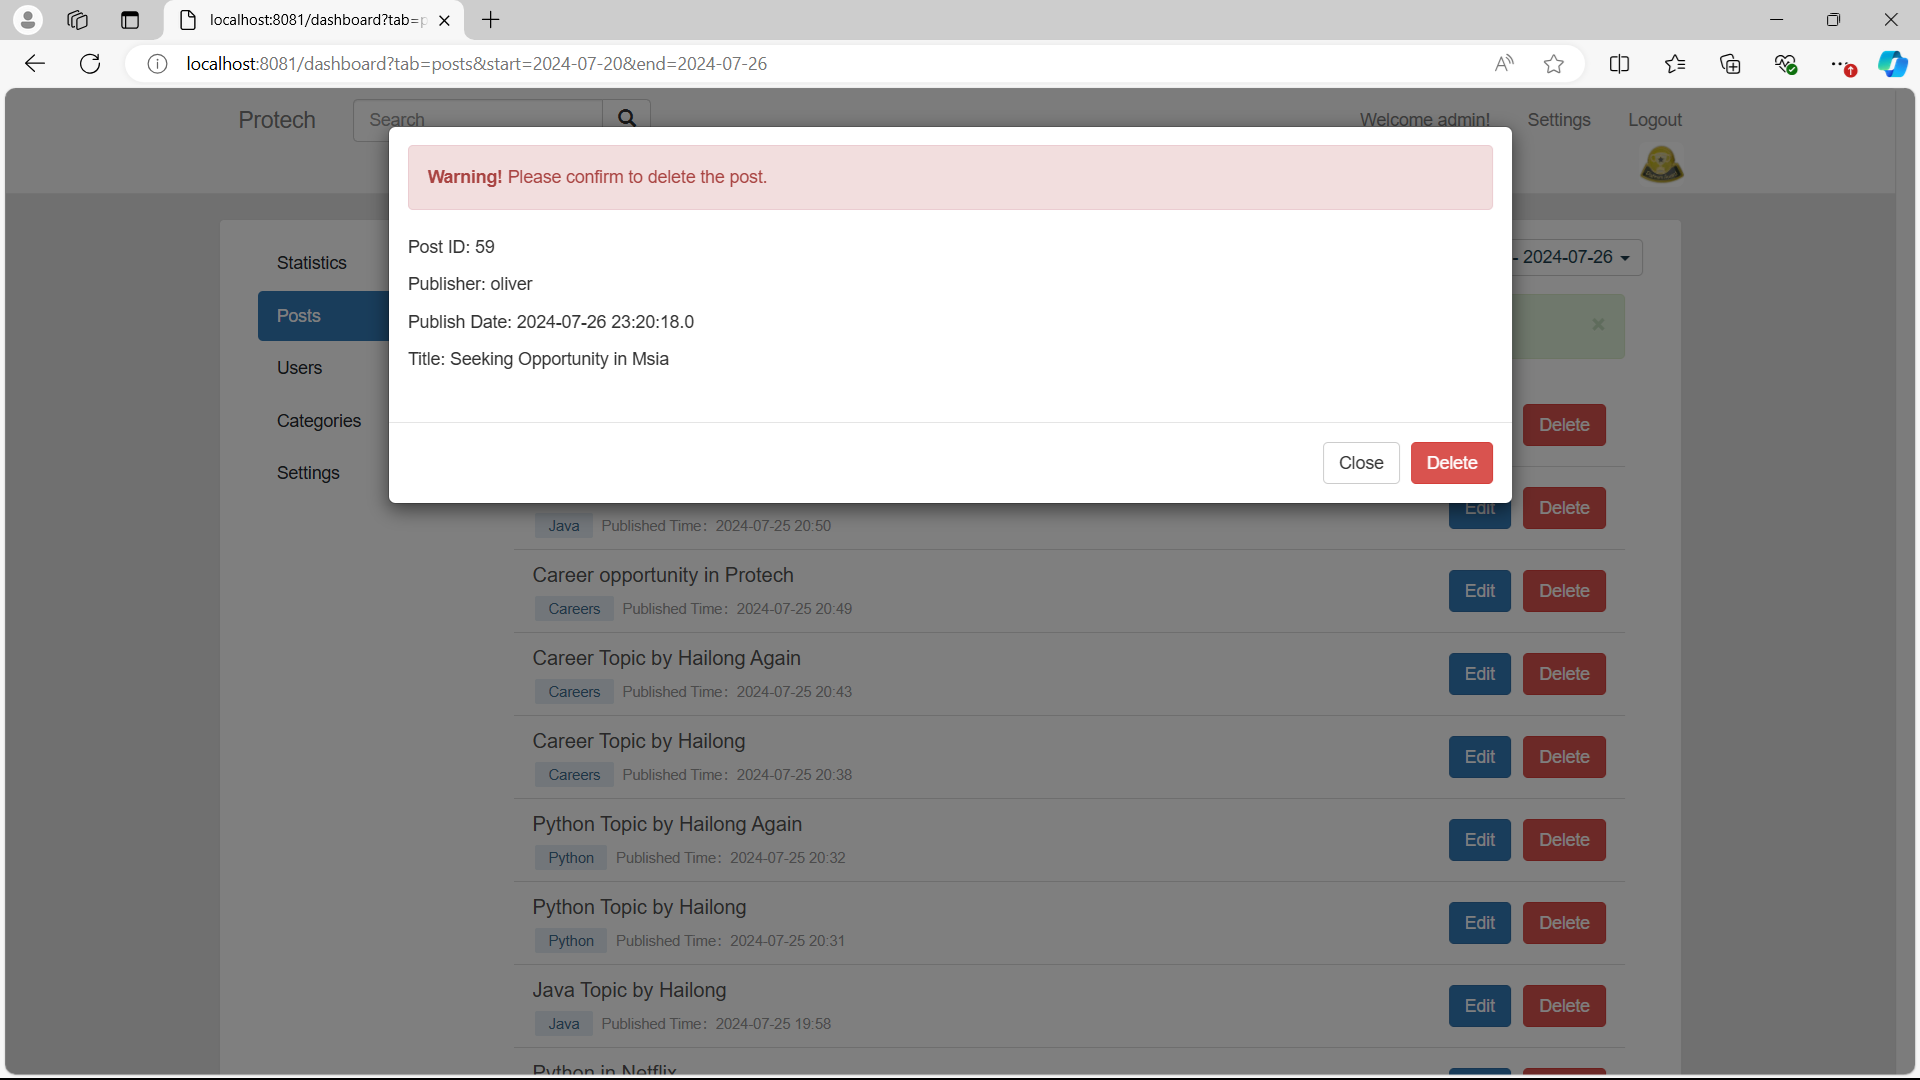 localhost:8081/dashboard?tab=p
localhost:8081/dashboard?tab=posts&start=2024-07-20&end=2024-07-26
Protech
Search
Welcome admin!
Settings
Logout
Warning! Please confirm to delete the post.
Post ID: 59
Publisher: oliver
Publish Date: 2024-07-26 23:20:18.0
Title: Seeking Opportunity in Msia
Close
Delete
Statistics
Posts
Users
Categories
Settings
- 2024-07-26
×
Delete
Java Published Time: 2024-07-25 20:50
Edit Delete
Career opportunity in Protech
Careers Published Time: 2024-07-25 20:49
Edit Delete
Career Topic by Hailong Again
Careers Published Time: 2024-07-25 20:43
Edit Delete
Career Topic by Hailong
Careers Published Time: 2024-07-25 20:38
Edit Delete
Python Topic by Hailong Again
Python Published Time: 2024-07-25 20:32
Edit Delete
Python Topic by Hailong
Python Published Time: 2024-07-25 20:31
Edit Delete
Java Topic by Hailong
Java Published Time: 2024-07-25 19:58
Edit Delete
Python in Netflix